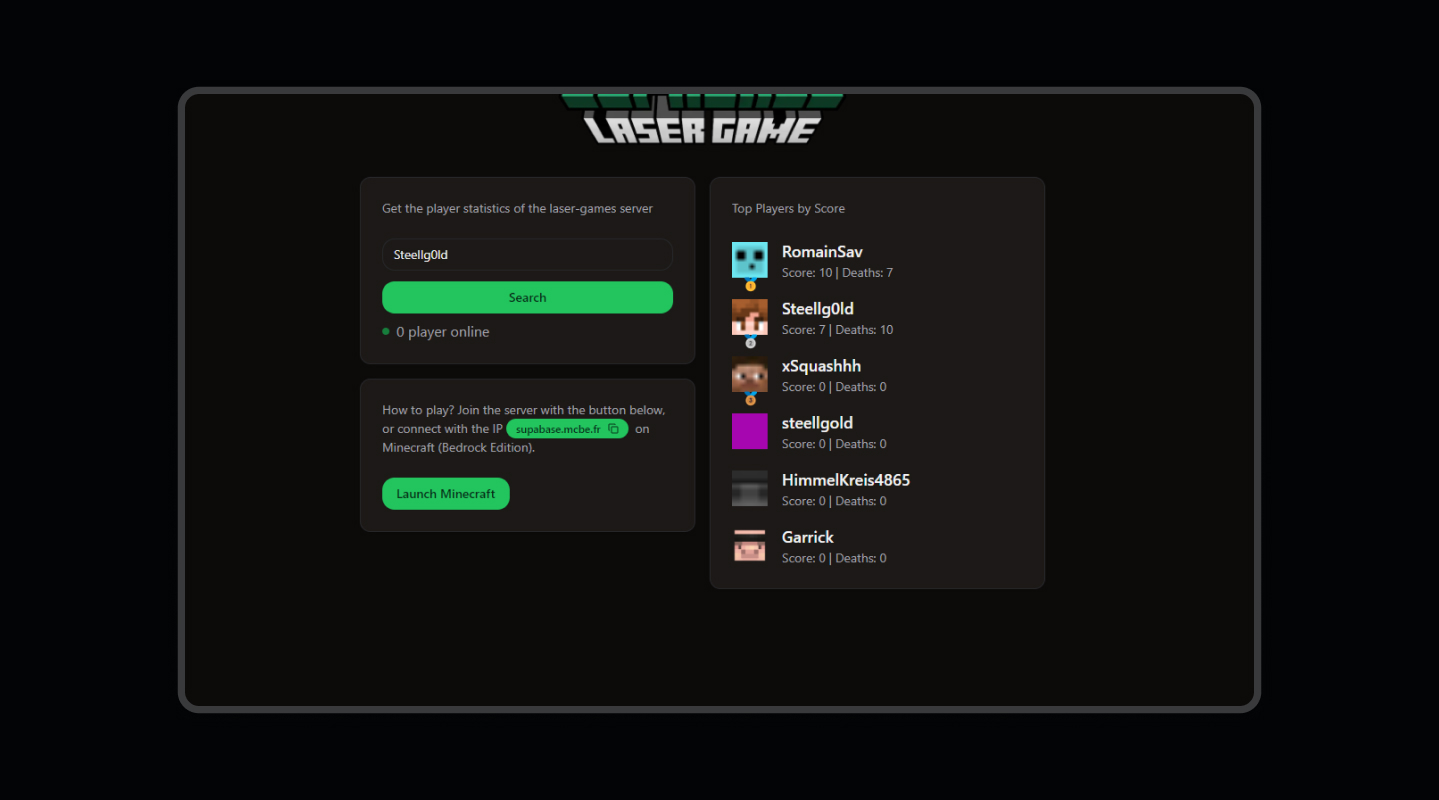 LASER GAME
Get the player statistics of the laser-games server
Steellg0ld
Search
0 player online
How to play? Join the server with the button below,
or connect with the IP supabase.mcbe.fr on
Minecraft (Bedrock Edition).
Launch Minecraft
Top Players by Score
RomainSav
Score: 10 | Deaths: 7
1
Steellg0ld
Score: 7 | Deaths: 10
2
xSquashhh
Score: 0 | Deaths: 0
3
steellgold
Score: 0 | Deaths: 0
HimmelKreis4865
Score: 0 | Deaths: 0
Garrick
Score: 0 | Deaths: 0